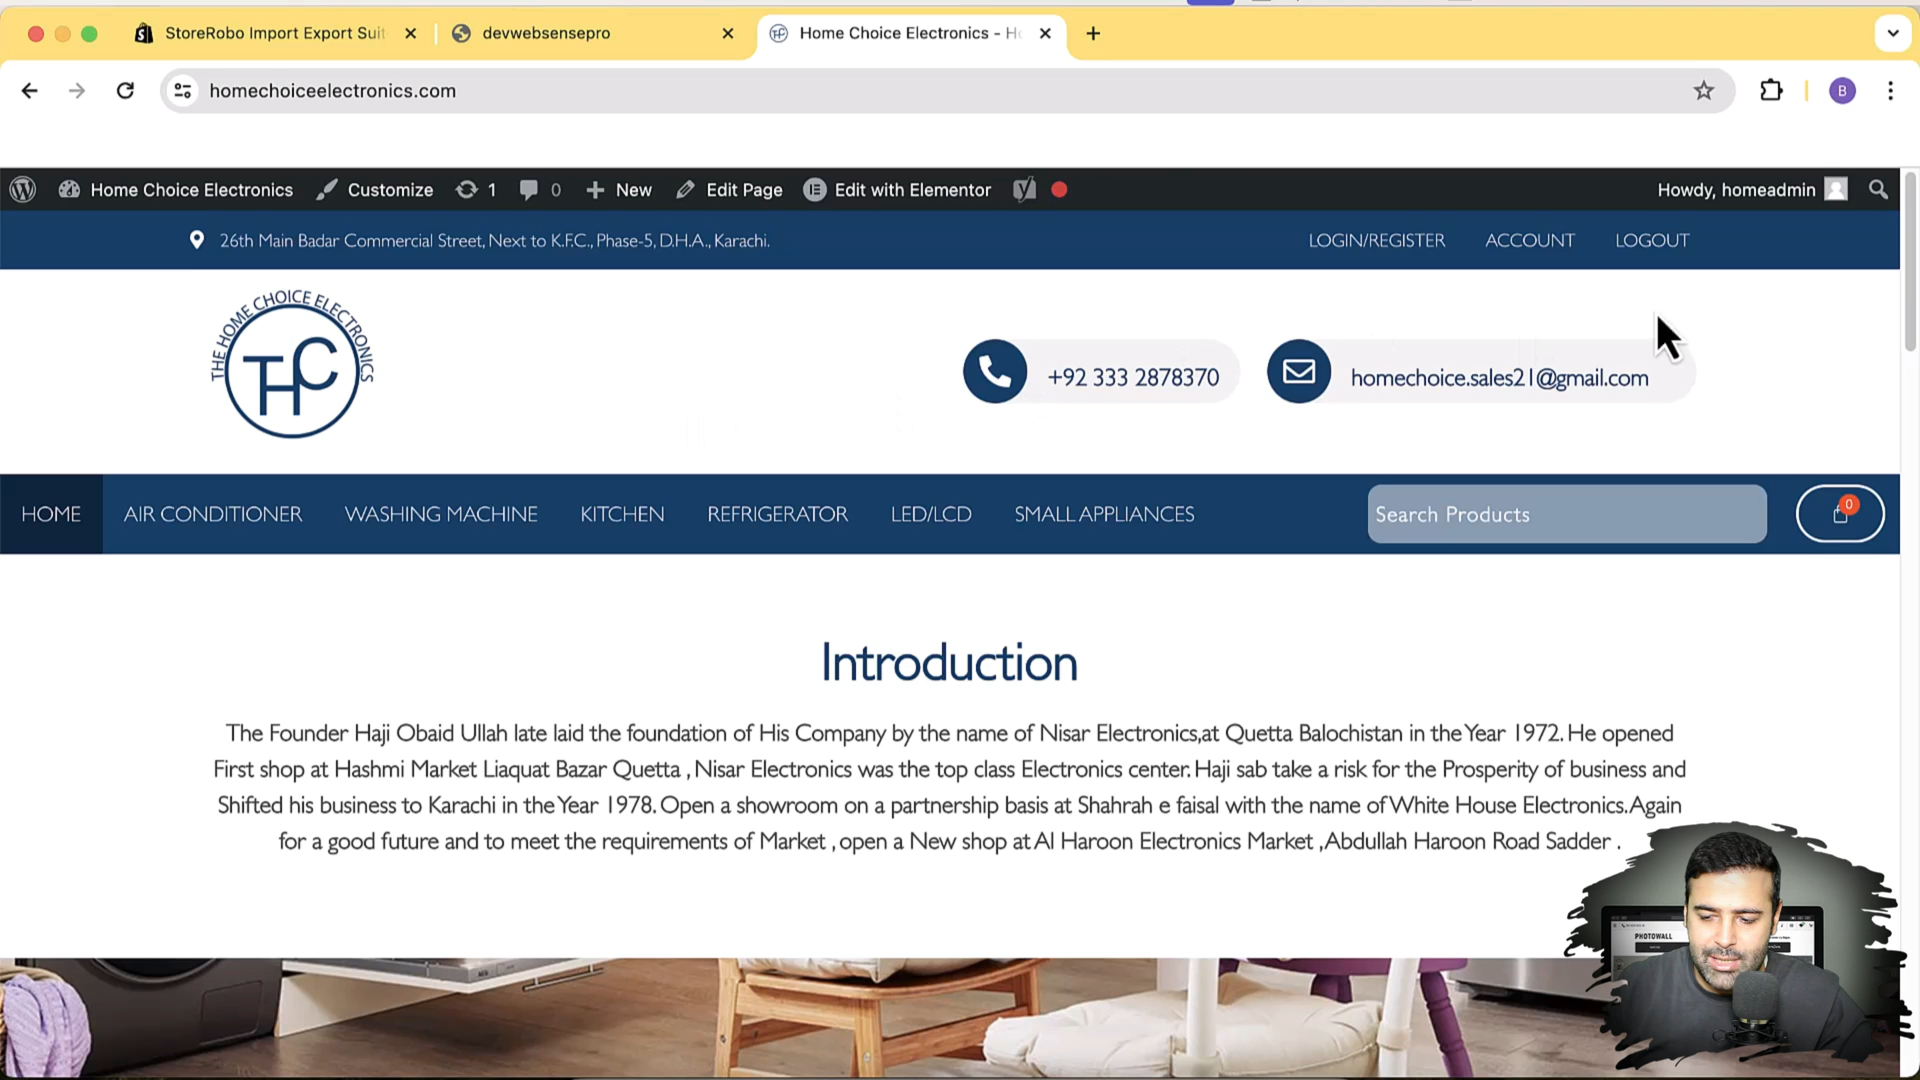 StoreRobo Import Export Suit
devwebsensepro
Home Choice Electronics - Ho
homechoiceelectronics.com
B
Home Choice Electronics
Customize
1
0
New
Edit Page
Edit with Elementor
Howdy, homeadmin
26th Main Badar Commercial Street, Next to K.F.C., Phase-5, D.H.A., Karachi.
LOGIN/REGISTER
ACCOUNT
LOGOUT
THE HOME CHOICE ELECTRONICS
THC
+92 333 2878370
homechoice.sales21@gmail.com
HOME
AIR CONDITIONER
WASHING MACHINE
KITCHEN
REFRIGERATOR
LED/LCD
SMALL APPLIANCES
Search Products
0
Introduction
The Founder Haji Obaid Ullah late laid the foundation of His Company by the name of Nisar Electronics,at Quetta Balochistan in the Year 1972. He opened
First shop at Hashmi Market Liaquat Bazar Quetta , Nisar Electronics was the top class Electronics center. Haji sab take a risk for the Prosperity of business and
Shifted his business to Karachi in the Year 1978. Open a showroom on a partnership basis at Shahrah e faisal with the name of White House Electronics. Again
for a good future and to meet the requirements of Market , open a New shop at Al Haroon Electronics Market ,Abdullah Haroon Road Sadder .
PHOTOWALL